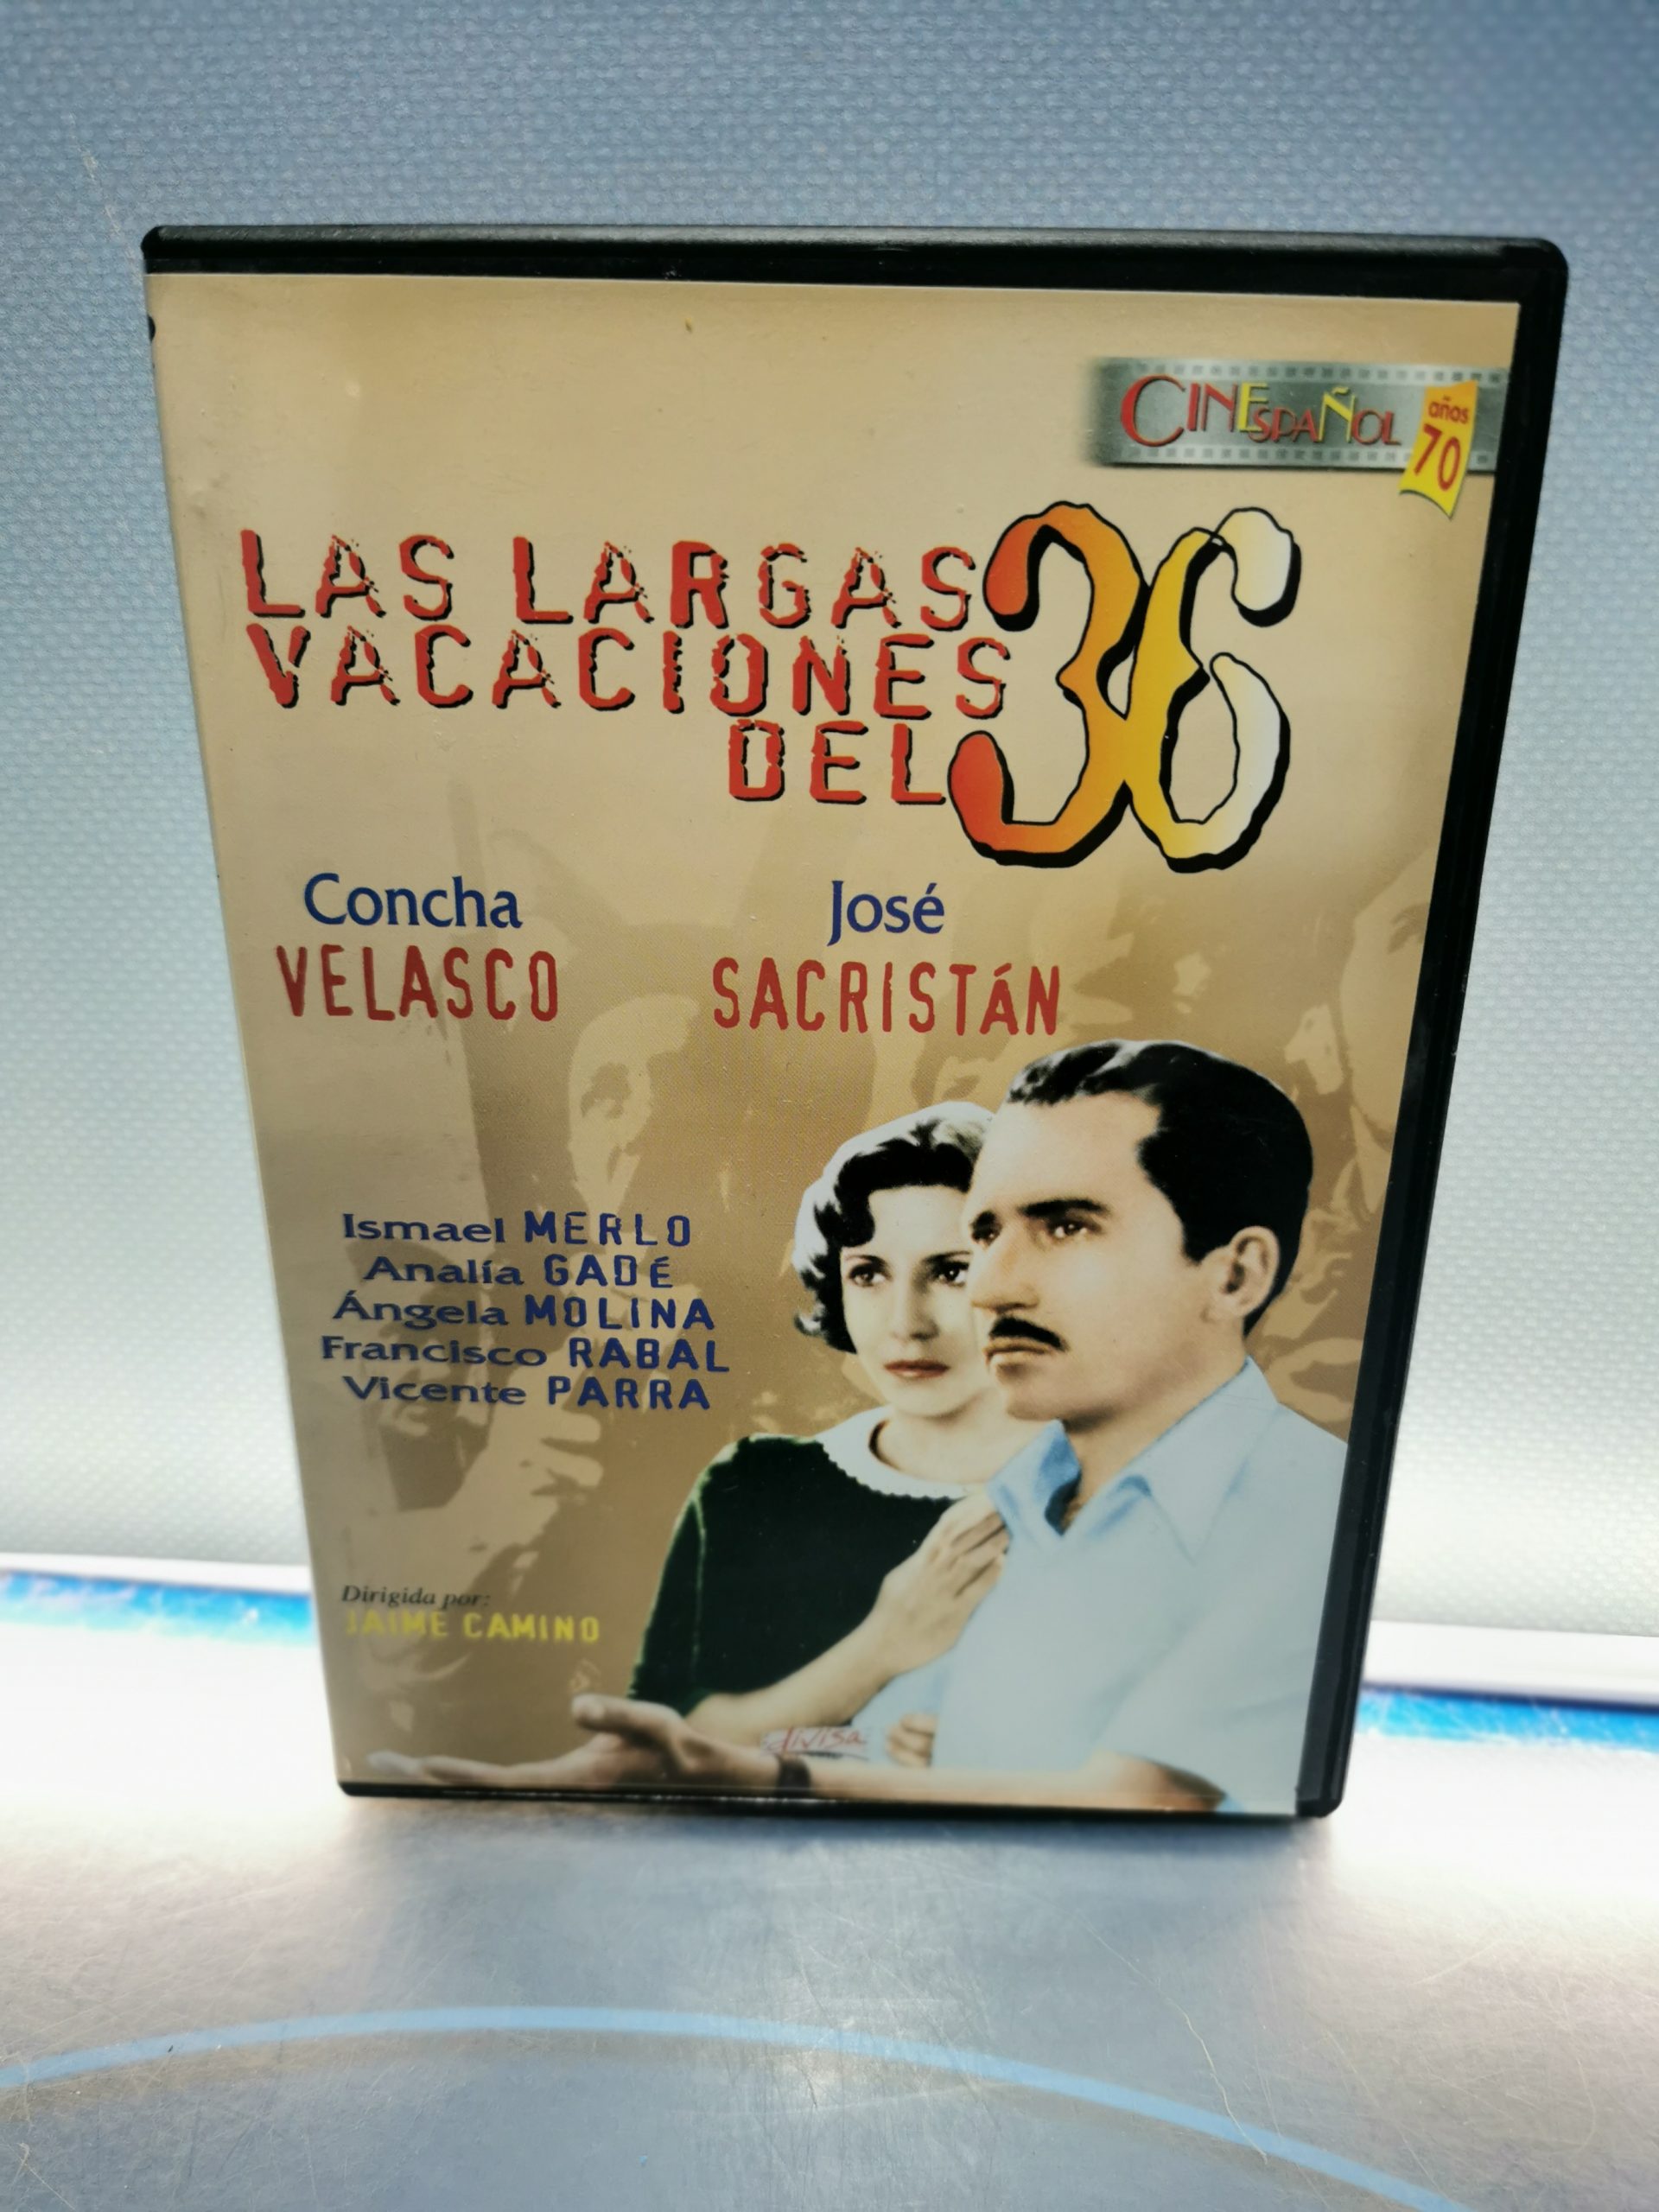 CINESPAÑOL
años
70
LAS LARGAS
VACACIONES
DEL 36
Concha
VELASCO
José
SACRISTÁN
Ismael MERLO
Analía GADÉ
Ángela MOLINA
Francisco RABAL
Vicente PARRA
Dirigida por:
JAIME CAMINO
divisa